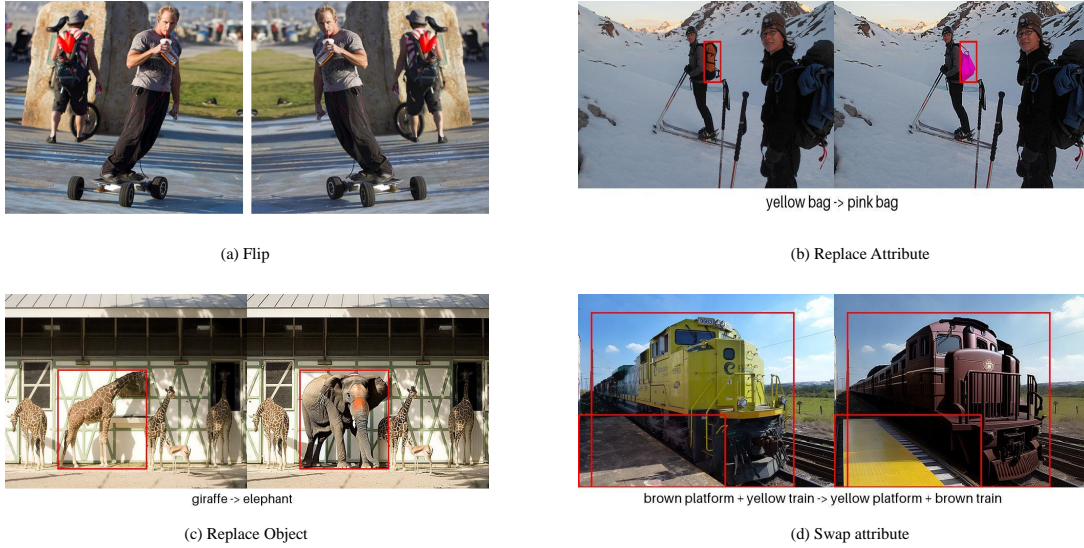 (a) Flip
yellow bag -> pink bag
(b) Replace Attribute
giraffe -> elephant
(c) Replace Object
brown platform + yellow train -> yellow platform + brown train
(d) Swap attribute